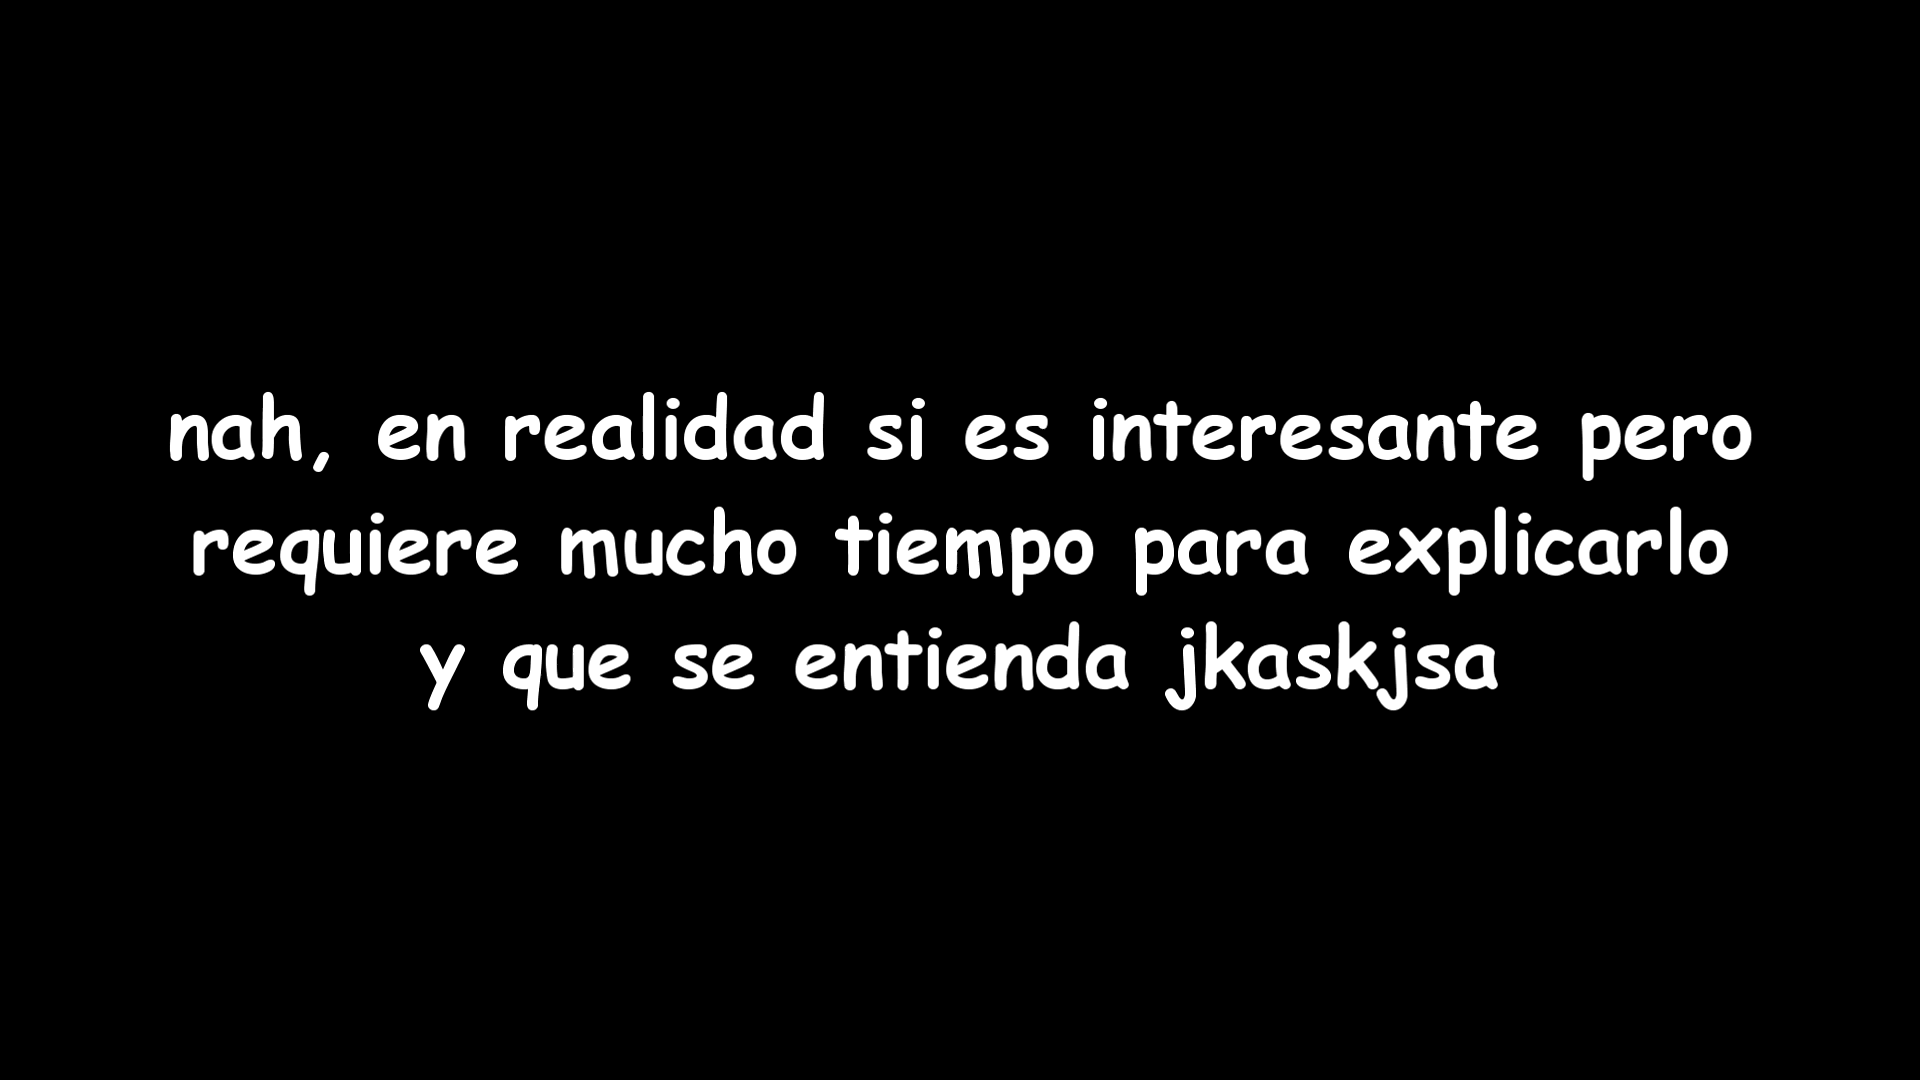 nah, en realidad si es interesante pero
requiere mucho tiempo para explicarlo
y que se entienda jkaskjsa